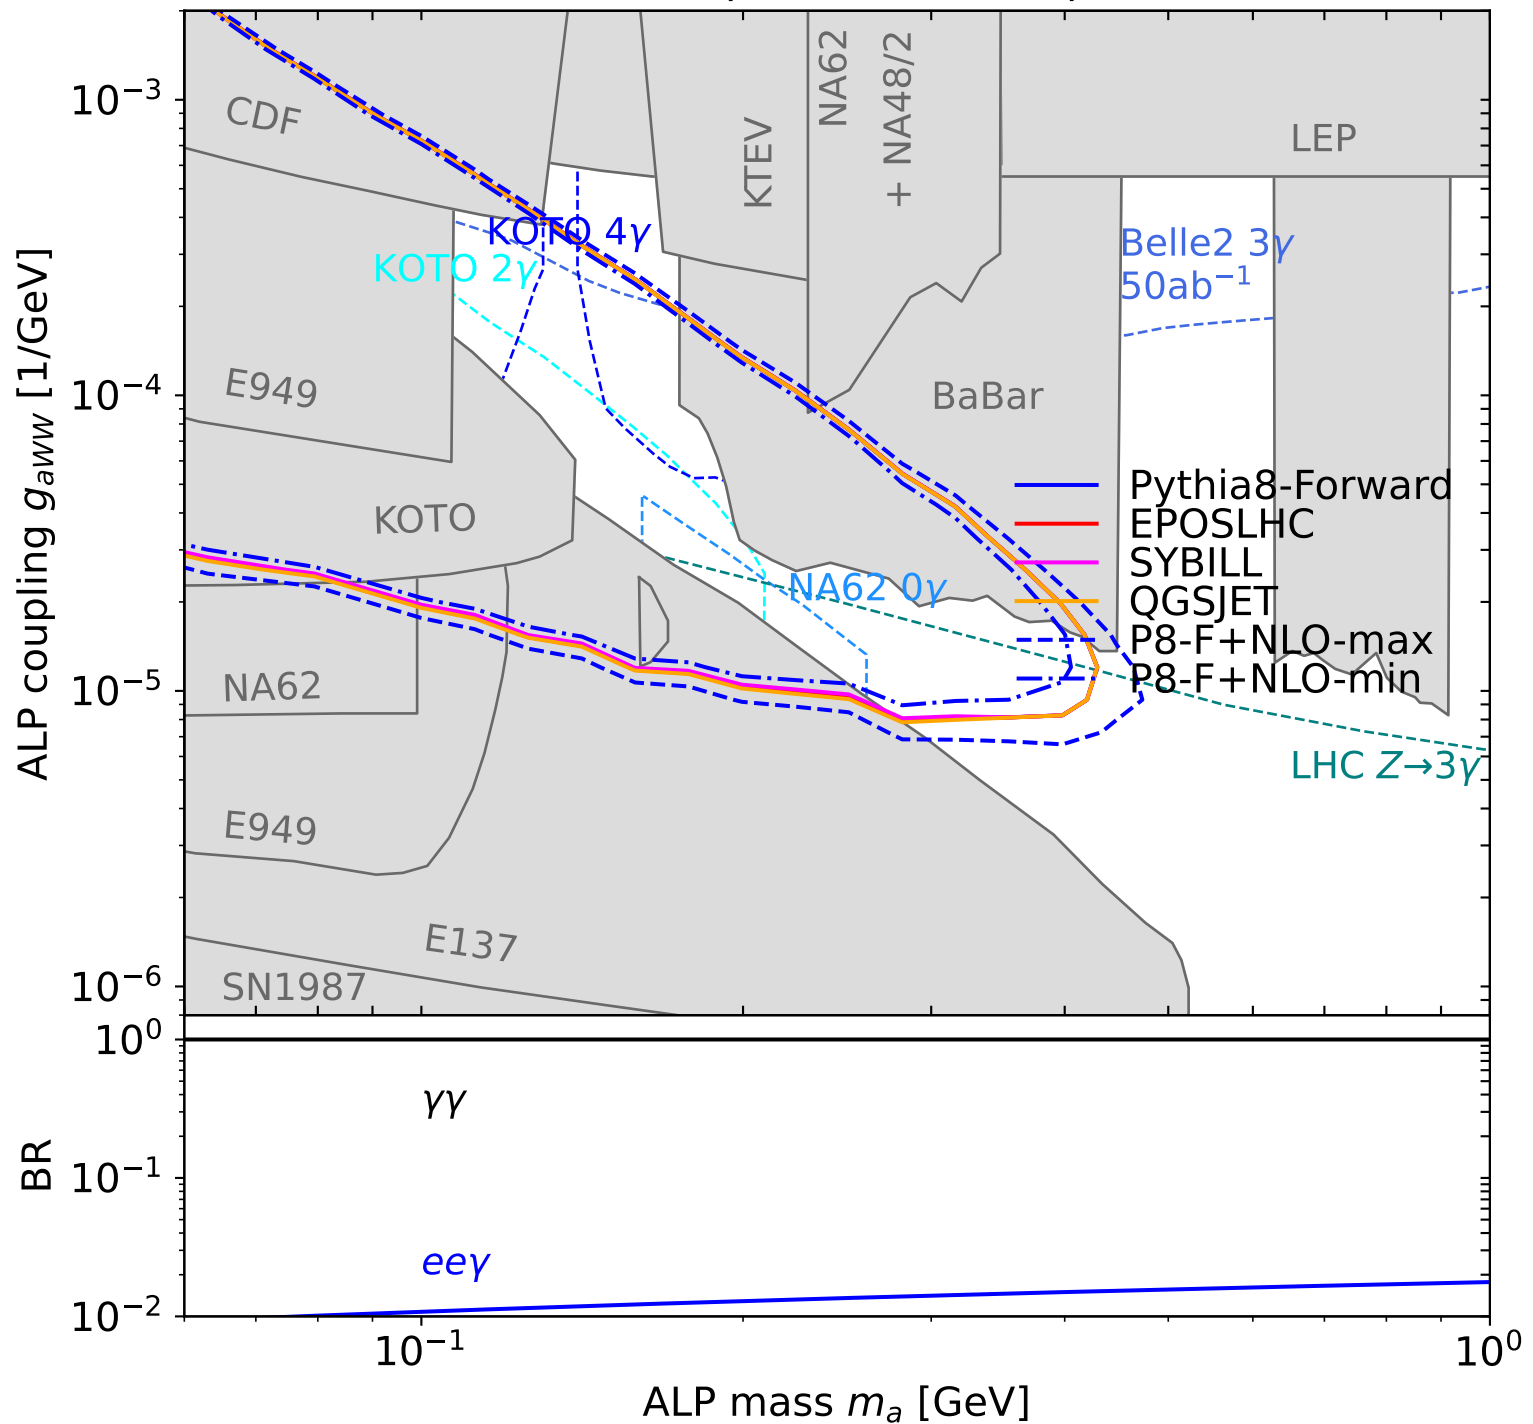 10⁻³
10⁻⁴
10⁻⁵
10⁻⁶
ALP coupling gaWW [1/GeV]
CDF
KTEV
NA62
+ NA48/2
LEP
KOTO 4γ
KOTO 2γ
Belle2 3γ
50ab⁻¹
E949
BaBar
KOTO
Pythia8-Forward
EPOSLHC
SYBILL
QGSJET
P8-F+NLO-max
P8-F+NLO-min
NA62 0γ
NA62
LHC Z→3γ
E949
E137
SN1987
10⁰
10⁻¹
10⁻²
BR
γγ
eeγ
10⁻¹
10⁰
ALP mass mₐ [GeV]